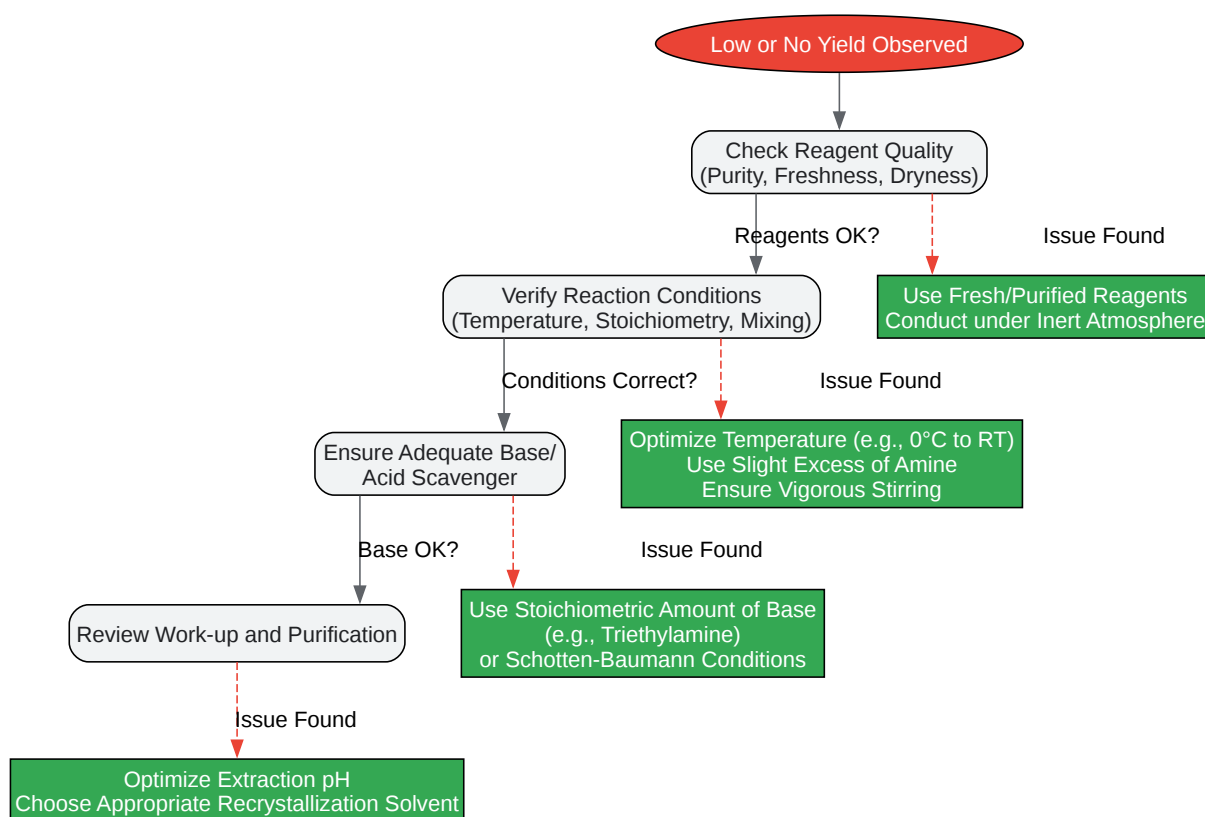 Low or No Yield Observed
Check Reagent Quality
(Purity, Freshness, Dryness)
Reagents OK?
Issue Found
Use Fresh/Purified Reagents
Conduct under Inert Atmosphere
Verify Reaction Conditions
(Temperature, Stoichiometry, Mixing)
Conditions Correct?
Issue Found
Optimize Temperature (e.g., 0°C to RT)
Use Slight Excess of Amine
Ensure Vigorous Stirring
Ensure Adequate Base/
Acid Scavenger
Base OK?
Issue Found
Use Stoichiometric Amount of Base
(e.g., Triethylamine)
or Schotten-Baumann Conditions
Review Work-up and Purification
Issue Found
Optimize Extraction pH
Choose Appropriate Recrystallization Solvent